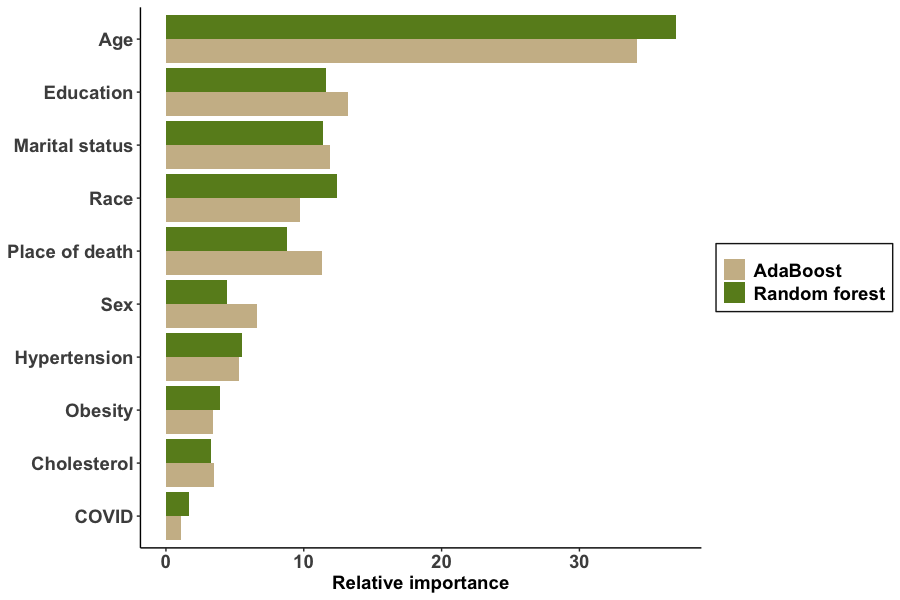 Age
Education
Marital status
Race
Place of death
Sex
Hypertension
Obesity
Cholesterol
COVID
0 10 20 30
Relative importance
AdaBoost
Random forest